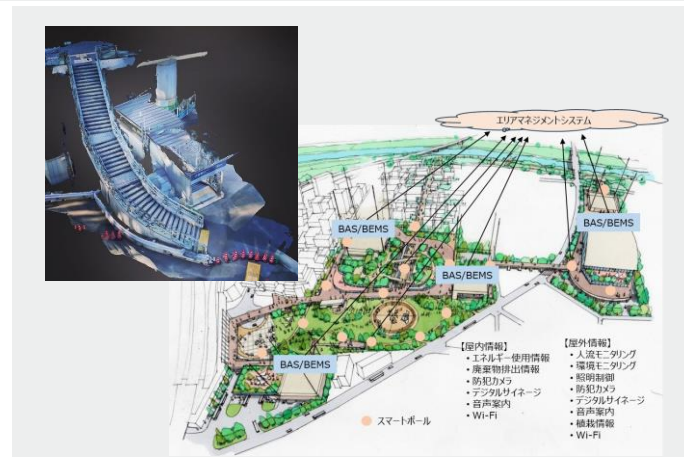 エリアマネジメントシステム
BAS/BEMS
BAS/BEMS
BAS/BEMS
BAS/BEMS
【屋内情報】
・エネルギー使用情報
・廃棄物排出情報
・防犯カメラ
・デジタルサイネージ
・音声案内
・Wi-Fi
【屋外情報】
・人流モニタリング
・環境モニタリング
・照明制御
・防犯カメラ
・デジタルサイネージ
・音声案内
・植栽情報
・Wi-Fi
スマートポール